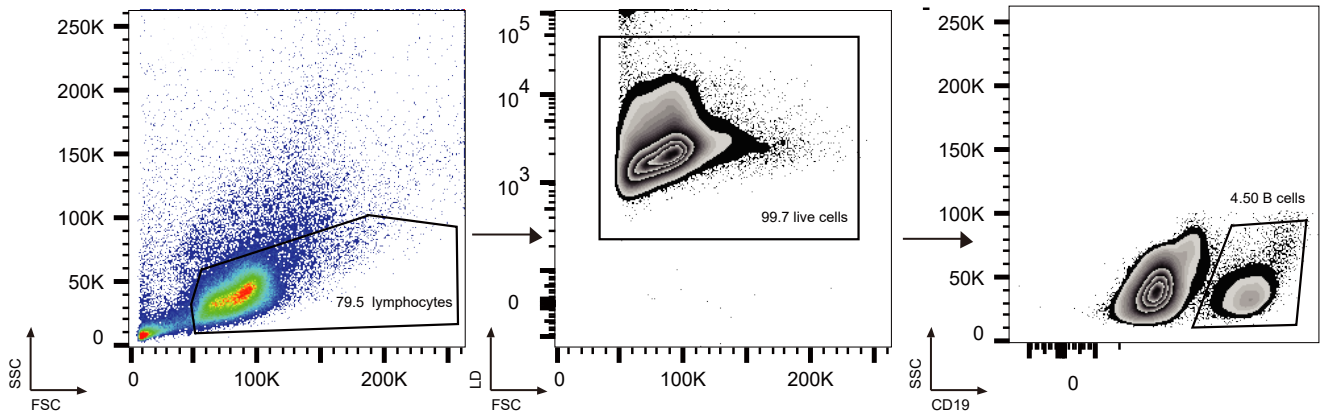 250K
200K
150K
100K
50K
0
79.5 lymphocytes
0 100K 200K
SSC
FSC
10^5
10^4
10^3
0
99.7 live cells
0 100K 200K
LD
FSC
250K
200K
150K
100K
50K
0
4.50 B cells
0
SSC
CD19